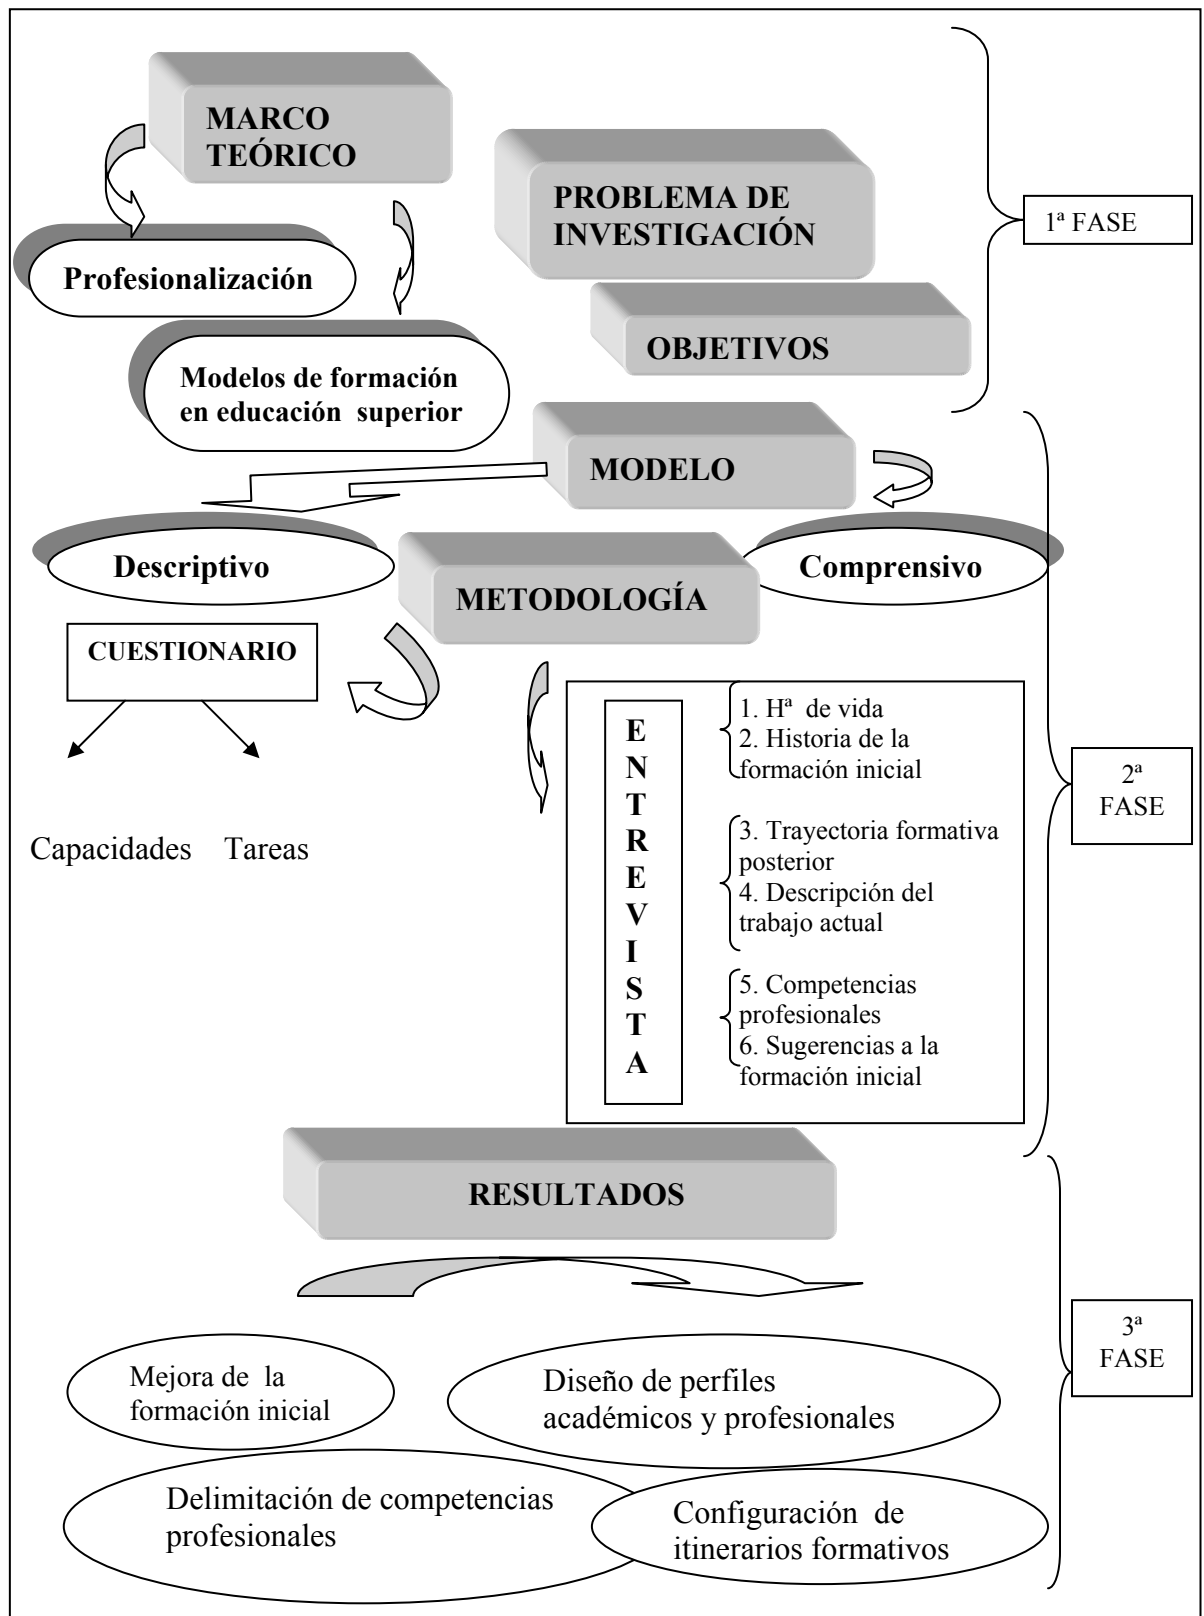 MARCO
TEÓRICO
PROBLEMA DE
INVESTIGACIÓN
1ª FASE
Profesionalización
OBJETIVOS
Modelos de formación
en educación superior
MODELO
Descriptivo
Comprensivo
METODOLOGÍA
CUESTIONARIO
Capacidades Tareas
E
N
T
R
E
V
I
S
T
A
1. Hª de vida
2. Historia de la
formación inicial
3. Trayectoria formativa
posterior
4. Descripción del
trabajo actual
5. Competencias
profesionales
6. Sugerencias a la
formación inicial
2ª
FASE
RESULTADOS
3ª
FASE
Mejora de la
formación inicial
Diseño de perfiles
académicos y profesionales
Delimitación de competencias
profesionales
Configuración de
itinerarios formativos